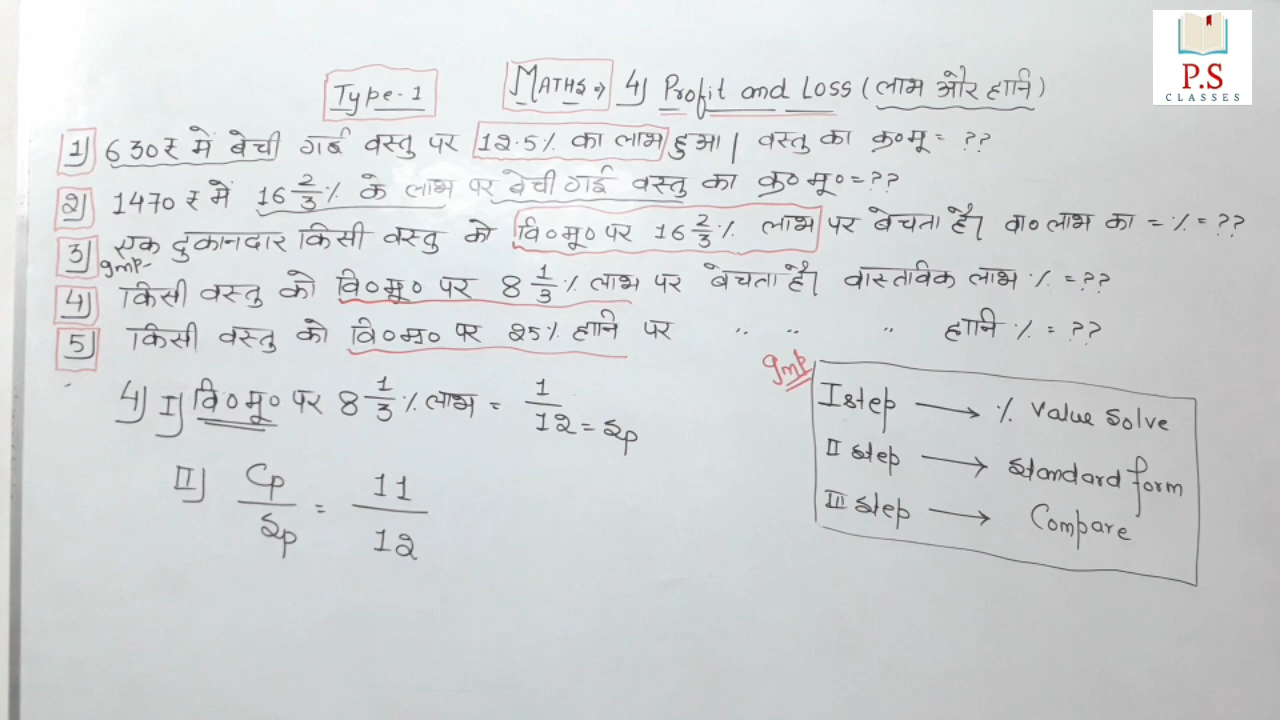 P.S
CLASSES
Type-1 MATHS⇒ 4) Profit and Loss (लाभ और हानि)
1) 630₹ में बेची गई वस्तु पर 12.5% का लाभ हुआ | वस्तु का क्र०मू० = ??
2) 1470 ₹ में 16 2/3 % के लाभ पर बेची गई वस्तु का क्र० मू० = ??
3) एक दुकानदार किसी वस्तु को वि०मू० पर 16 2/3 % लाभ पर बेचता है| वा० लाभ का = % = ??
gmp-
4) किसी वस्तु को वि०मू० पर 8 1/3 % लाभ पर बेचता है| वास्तविक लाभ % = ??
5) किसी वस्तु को वि०मू० पर 25% हानि पर " " " हानि % = ??
gmp
4) I) वि०मू० पर 8 1/3 % लाभ = 1/12 = Sp
II) Cp/Sp = 11/12
I step → % Value Solve
II step → Standard form
III step → Compare